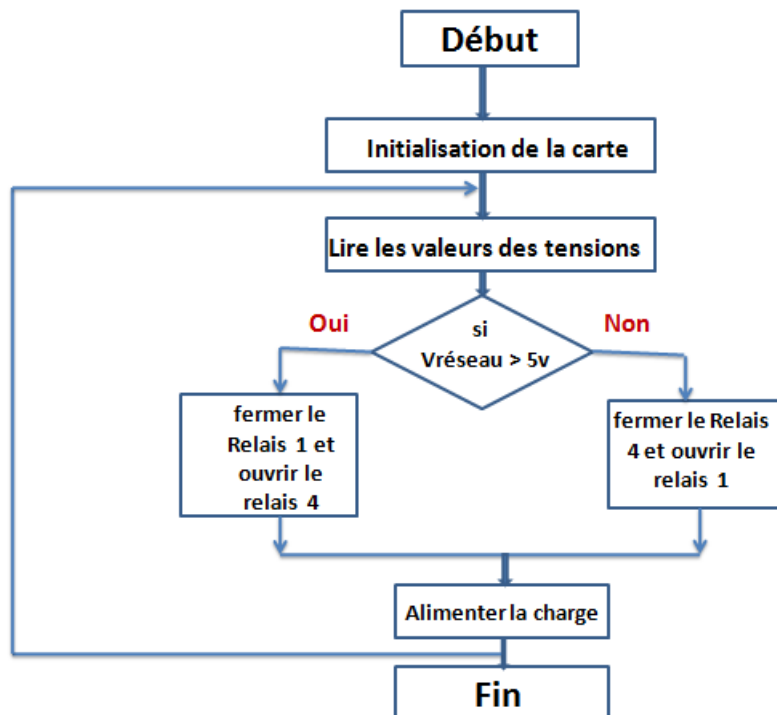 Début
Initialisation de la carte
Lire les valeurs des tensions
Oui
si
Vréseau > 5v
Non
fermer le
Relais 1 et
ouvrir le
relais 4
fermer le Relais
4 et ouvrir le
relais 1
Alimenter la charge
Fin